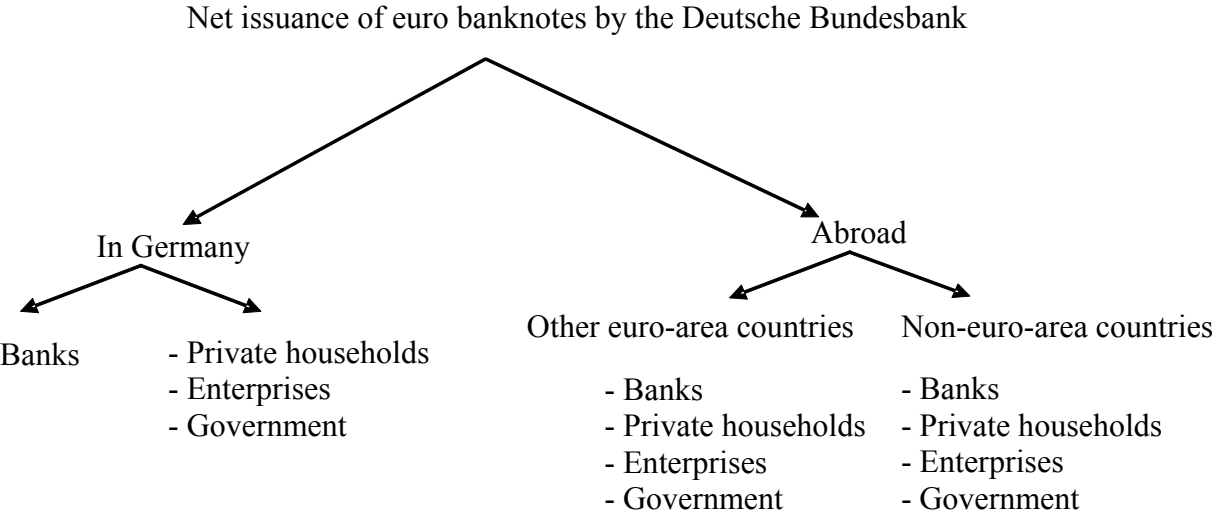 Net issuance of euro banknotes by the Deutsche Bundesbank
In Germany
Abroad
Banks
- Private households
- Enterprises
- Government
Other euro-area countries
- Banks
- Private households
- Enterprises
- Government
Non-euro-area countries
- Banks
- Private households
- Enterprises
- Government